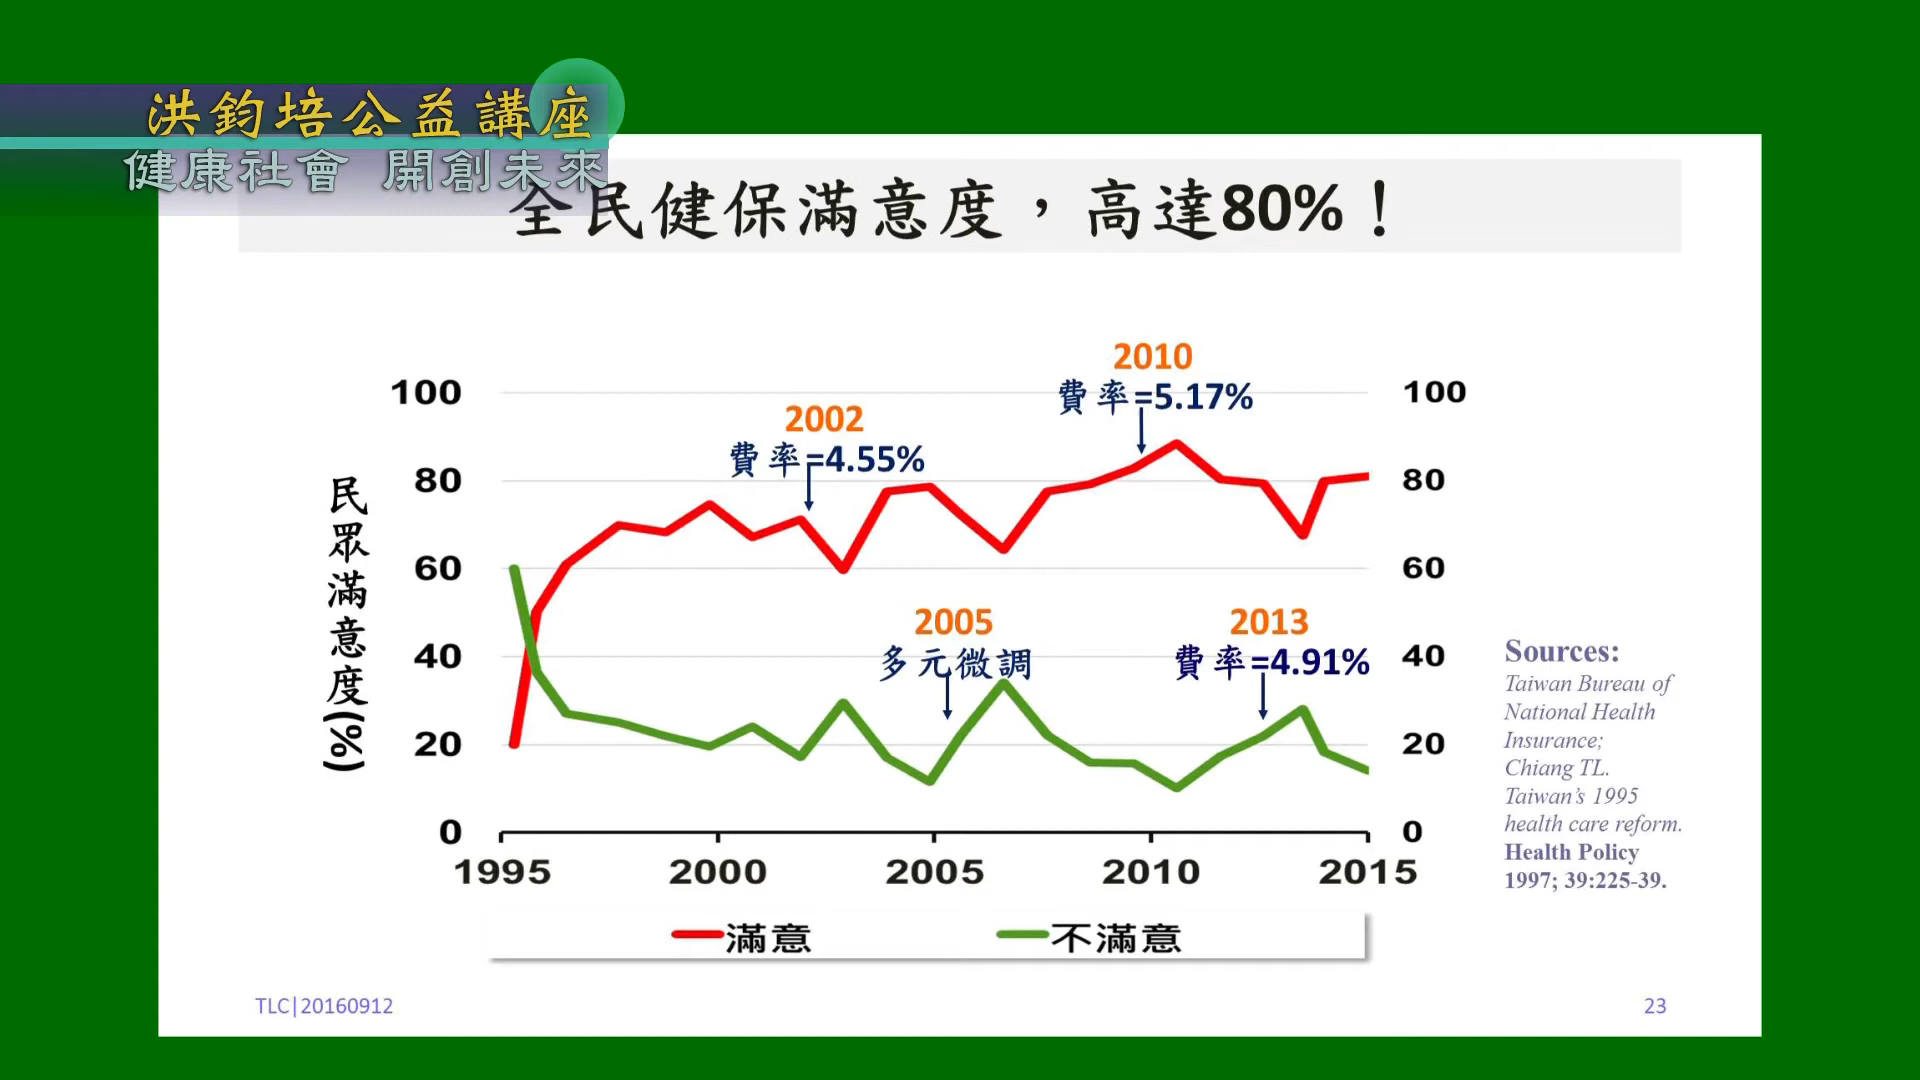 洪鈞培公益講座
健康社會 開創未來
全民健保滿意度，高達80%！
2010
費率=5.17%
2002
費率=4.55%
100
80
60
40
20
0
民眾滿意度(%)
2005
多元微調
2013
費率=4.91%
100
80
60
40
20
0
1995 2000 2005 2010 2015
滿意 不滿意
Sources:
Taiwan Bureau of
National Health
Insurance;
Chiang TL.
Taiwan's 1995
health care reform.
Health Policy
1997; 39:225-39.
TLC|20160912
23